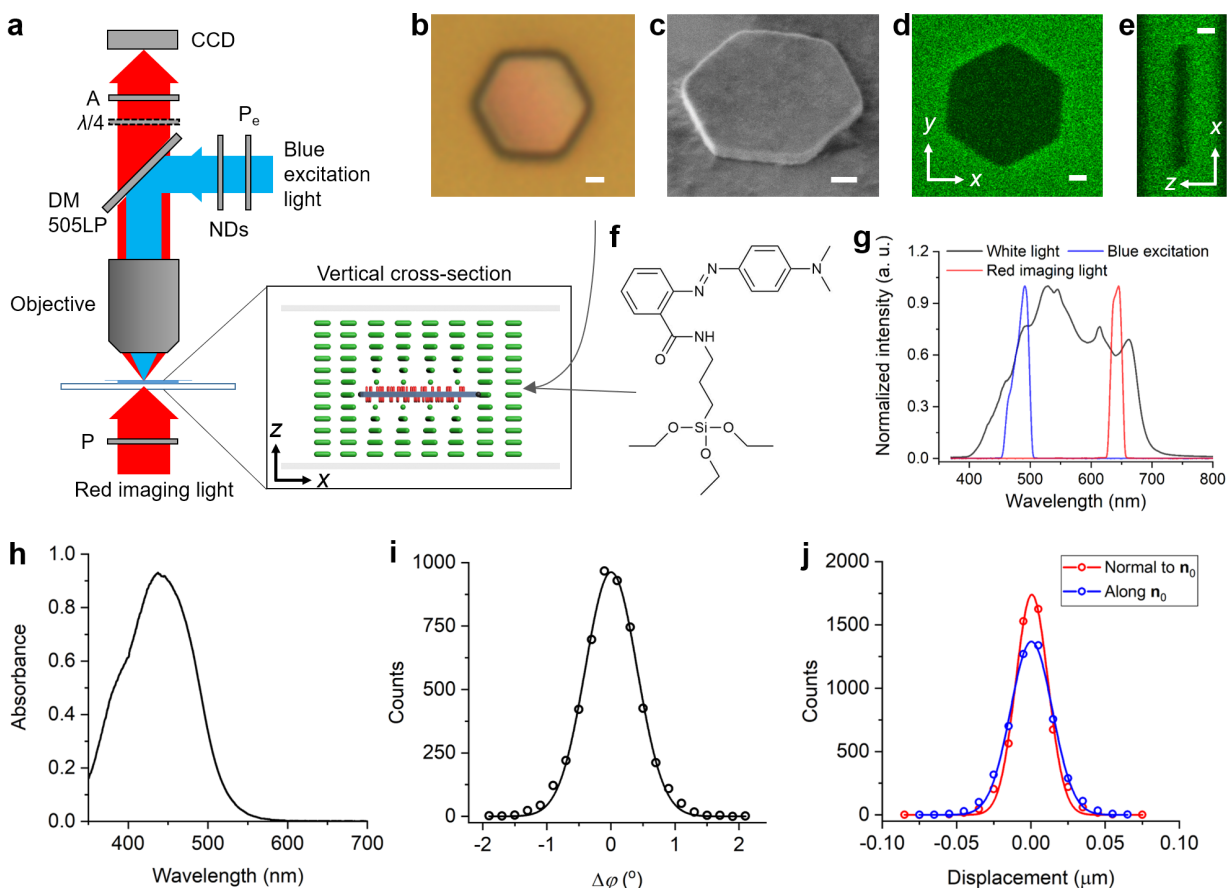 a
CCD
A
λ/4
Pe
Blue
excitation
light
DM
505LP
NDs
Objective
P
Red imaging light
Vertical cross-section
z
x
b
c
d
y
x
e
x
z
f
N
N
N
O
NH
O
Si
O
O
g
White light
Blue excitation
Red imaging light
Normalized intensity (a. u.)
1.2
0.9
0.6
0.3
0.0
400 500 600 700 800
Wavelength (nm)
h
Absorbance
1.0
0.8
0.6
0.4
0.2
0.0
400 500 600 700
Wavelength (nm)
i
Counts
1000
750
500
250
0
−2 −1 0 1 2
Δφ (o)
j
Normal to n0
Along n0
Counts
2000
1500
1000
500
0
−0.10 −0.05 0.00 0.05 0.10
Displacement (μm)